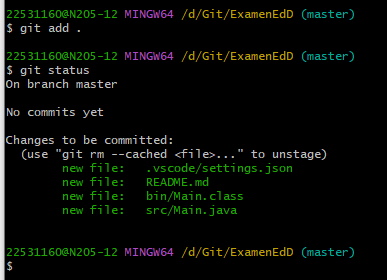 22531160@N205-12 MINGW64 /d/Git/ExamenEdD (master)
$ git add .
22531160@N205-12 MINGW64 /d/Git/ExamenEdD (master)
$ git status
On branch master
No commits yet
Changes to be committed:
(use "git rm --cached <file>..." to unstage)
new file: .vscode/settings.json
new file: README.md
new file: bin/Main.class
new file: src/Main.java
22531160@N205-12 MINGW64 /d/Git/ExamenEdD (master)
$